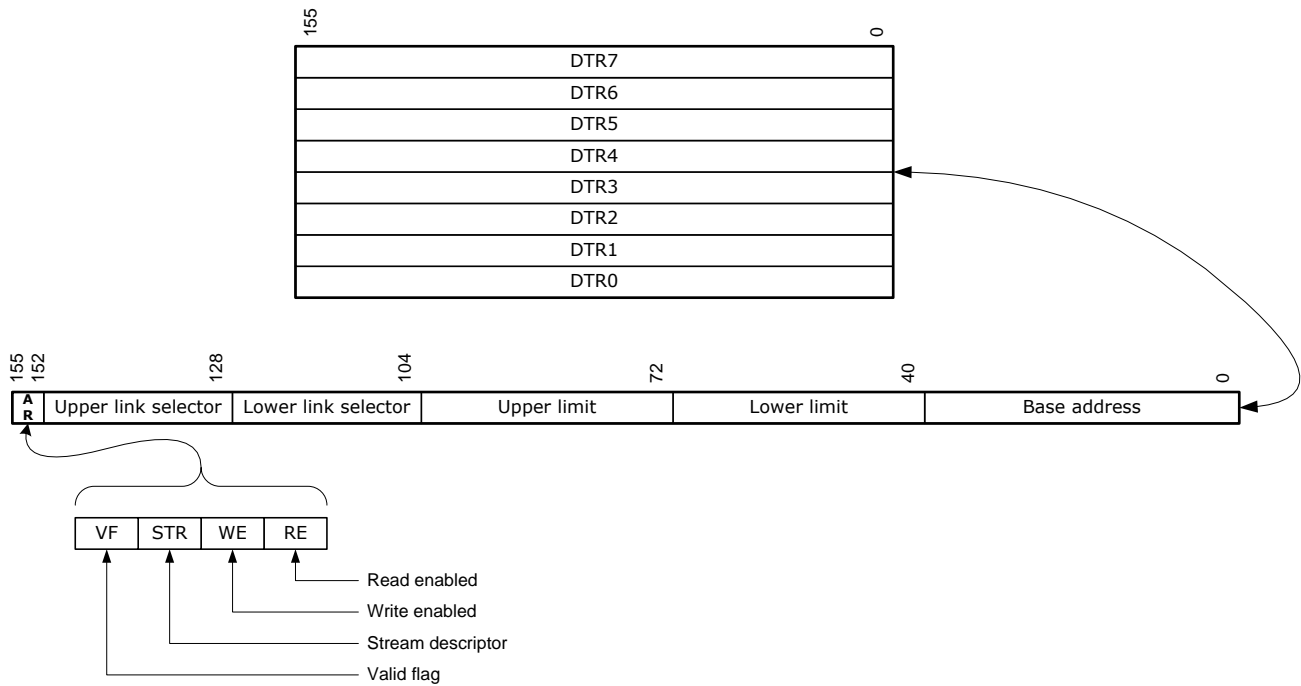 155 0
DTR7
DTR6
DTR5
DTR4
DTR3
DTR2
DTR1
DTR0
155 152 128 104 72 40 0
AR Upper link selector Lower link selector Upper limit Lower limit Base address
VF STR WE RE
Read enabled
Write enabled
Stream descriptor
Valid flag